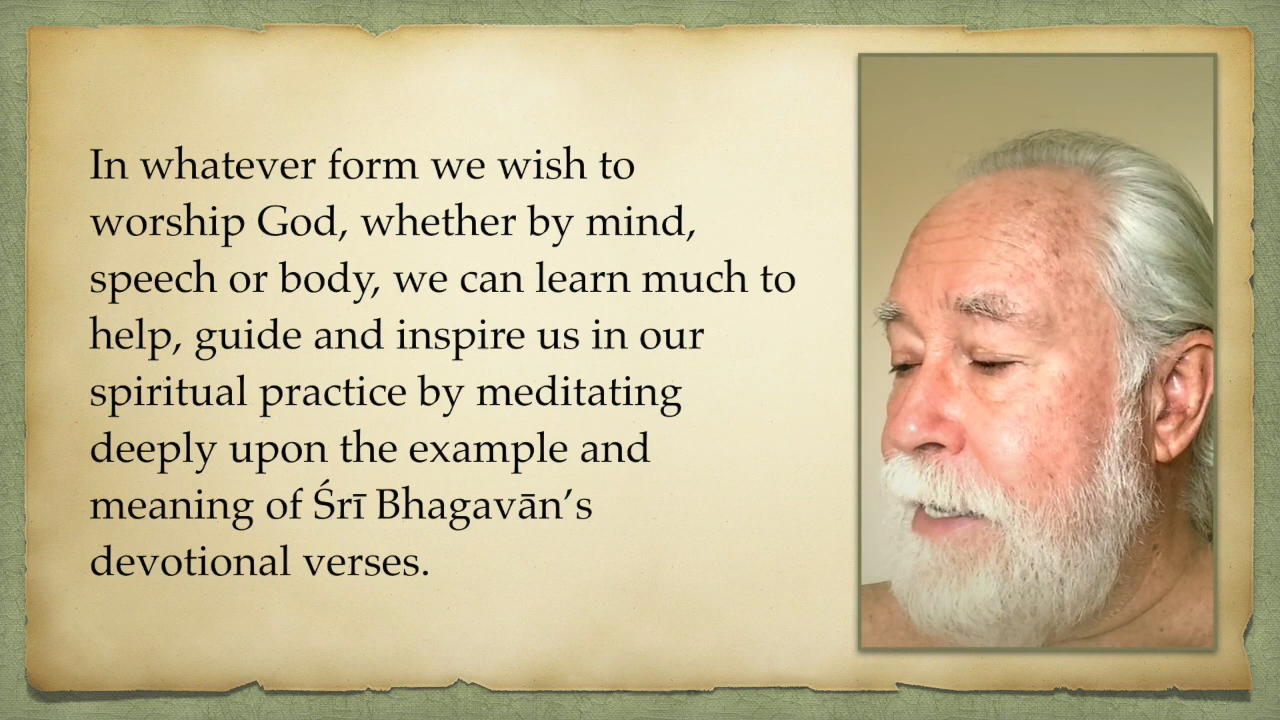 In whatever form we wish to
worship God, whether by mind,
speech or body, we can learn much to
help, guide and inspire us in our
spiritual practice by meditating
deeply upon the example and
meaning of Śrī Bhagavān’s
devotional verses.